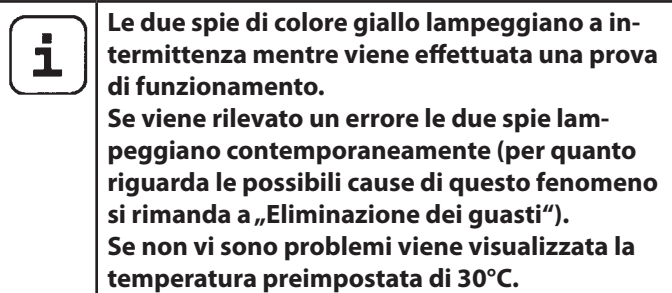 Le due spie di colore giallo lampeggiano a in-
termittenza mentre viene effettuata una prova
di funzionamento.
Se viene rilevato un errore le due spie lam-
peggiano contemporaneamente (per quanto
riguarda le possibili cause di questo fenomeno
si rimanda a „Eliminazione dei guasti“).
Se non vi sono problemi viene visualizzata la
temperatura preimpostata di 30°C.